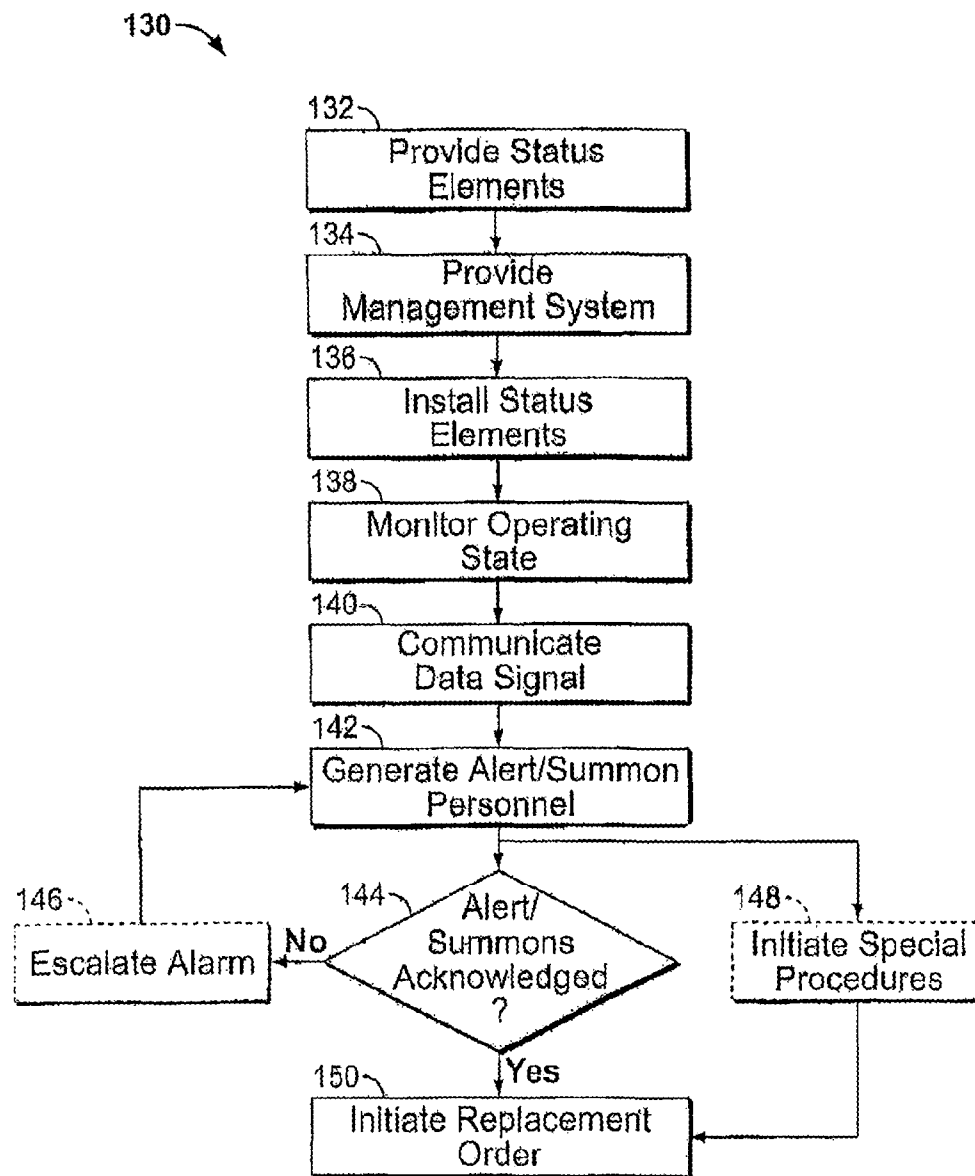 130
132
Provide Status
Elements
134
Provide
Management System
136
Install Status
Elements
138
Monitor Operating
State
140
Communicate
Data Signal
142
Generate Alert/Summon
Personnel
144
Alert/
Summons
Acknowledged
?
146
Escalate Alarm
No
148
Initiate Special
Procedures
Yes
150
Initiate Replacement
Order